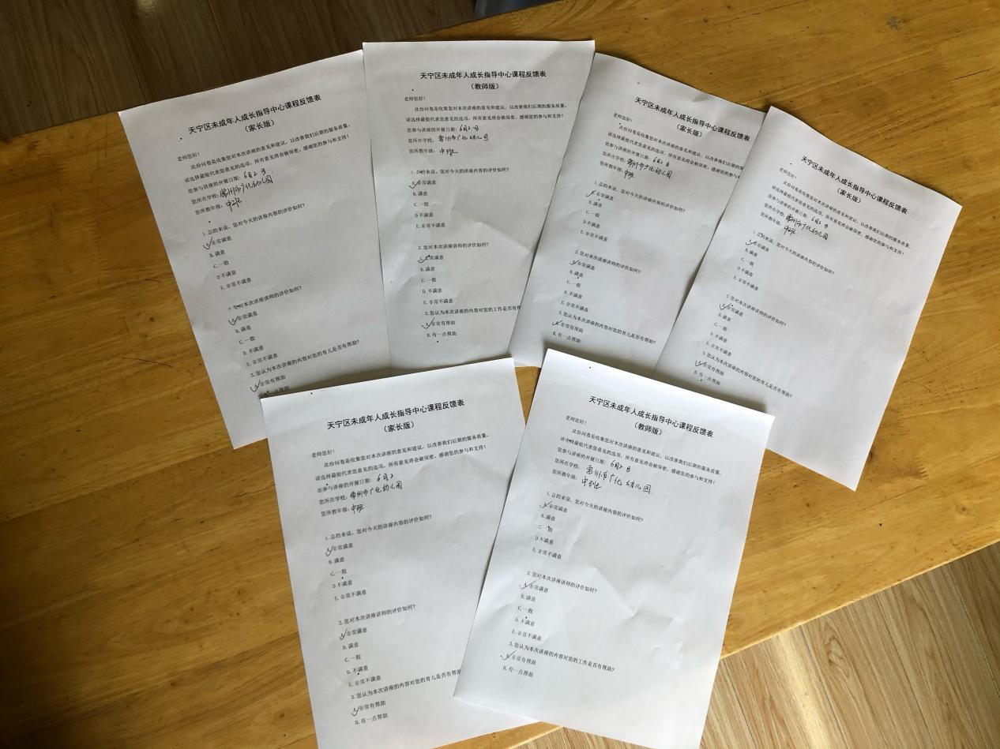 天宁区未成年人成长指导中心课程反馈表
（家长版）
老师您好！
此份问卷是收集您对本次讲座的意见和建议，以改善我们后期的服务质量。
请选择最能代表您意见的选项，所有意见将会被保密，感谢您的参与和支持！
您参与讲座的开展日期：6月2号
您所在学校：常州市广化幼儿园
您所教年级：中班
1. 总的来说，您对今天的讲座内容的评价如何？
A.非常满意
B. 满意
C. 一般
D 不满意
E. 非常不满意
您对本次讲座讲师的评价如何？
非常满意
B. 满意
C. 一般
D. 不满意
E. 非常不满意
3. 您认为本次讲座的内容对您的育儿是否有帮助？
非常有帮助
一点帮助
天宁区未成年人成长指导中心课程反馈表
（教师版）
老师您好！
此份问卷是收集您对本次讲座的意见和建议，以改善我们后期的服务质量。
请选择最能代表您意见的选项，所有意见将会被保密，感谢您的参与和支持！
您参与讲座的开展日期：6月2号
您所在学校：常州市广化幼儿园
您所教年级：中班
1. 总的来说，您对今天的讲座内容的评价如何？
A.非常满意
B. 满意
C. 一般
D 不满意
E. 非常不满意
2. 您对本次讲座讲师的评价如何？
非常满意
B. 满意
C. 一般
D. 不满意
E. 非常不满意
3. 您认为本次讲座的内容对您的工作是否有帮
非常有帮助
B. 有一点帮助
天宁区未成年人成长指导中心课程反馈表
（家长版）
老师您好！
此份问卷是收集您对本次讲座的意见和建议，以改善我们后期的服务质
请选择最能代表您意见的选项，所有意见将会被保密，感谢您的参与和
您参与讲座的开展日期：6月2日
您所在学校：常州市广化幼儿园
您所教年级：中班
1. 总的来说，您对今天的讲座内容的评价如何？
A.非常满意
B. 满意
C. 一般
D 不满意
E. 非常不满意
2. 您对本次讲座讲师的评价如何？
非常满意
B. 满意
C. 一般
D. 不满意
E. 非常不满意
3. 您认为本次讲座的内容对您的育儿是否有帮助？
非常有帮助
B. 有一点帮助
天宁区未成年人成长指导中心课程反馈表
（家长版）
老师您好！
此份问卷是收集您对本次讲座的意见和建议，以改善我们后期的服务质量。
请选择最能代表您意见的选项，所有意见将会被保密，感谢您的参与和支持！
您参与讲座的开展日期：6月2日
您所在学校：常州市广化幼儿园
您所教年级：中班
1. 总的来说，您对今天的讲座内容的评价如何？
A.非常满意
B. 满意
C. 一般
D 不满意
E. 非常不满意
2. 您对本次讲座讲师的评价如何？
非常满意
B. 满意
C. 一般
D. 不满意
E. 非常不满意
3. 您认为本次讲座的内容对您的育儿是否有帮助？
非常有帮助
B. 有一点帮助
天宁区未成年人成长指导中心课程反馈表
（家长版）
老师您好！
此份问卷是收集您对本次讲座的意见和建议，以改善我们后期的服务质量。
请选择最能代表您意见的选项，所有意见将会被保密，感谢您的参与和支持！
您参与讲座的开展日期：6月2
您所在学校：常州市广化幼儿园
您所教年级：中班
1. 总的来说，您对今天的讲座内容的评价如何？
A.非常满意
B. 满意
C. 一般
D 不满意
E. 非常不满意
2. 您对本次讲座讲师的评价如何？
A.非常满意
B. 满意
C. 一般
D. 不满意
E. 非常不满意
3. 您认为本次讲座的内容对您的育儿是否有帮
A.非常有帮助
B. 有一点帮助
天宁区未成年人成长指导中心课程反馈表
（教师版）
老师您好！
此份问卷是收集您对本次讲座的意见和建议，以改善我们后期的服务质量。
请选择最能代表您意见的选项，所有意见将会被保密，感谢您的参与和支持！
您参与讲座的开展日期：6月2日
您所在学校：常州市广化幼儿园
您所教年级：中班
1. 总的来说，您对今天的讲座内容的评价如何？
A.非常满意
B. 满意
C. 一般
D 不满意
E. 非常不满意
2. 您对本次讲座讲师的评价如何？
A.非常满意
B. 满意
C. 一般
D. 不满意
E. 非常不满意
3. 您认为本次讲座的内容对您的工作是否有帮助？
A.非常有帮助
B. 有一点帮助